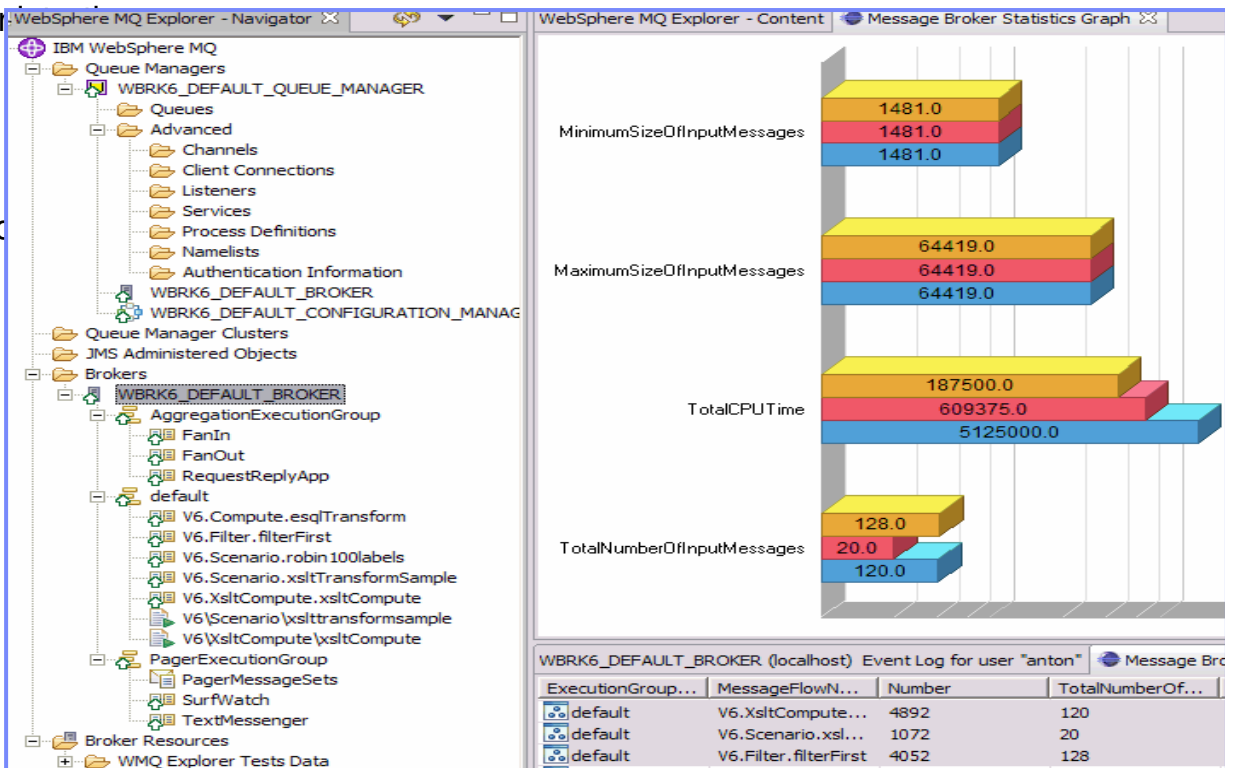 WebSphere MQ Explorer - Navigator
IBM WebSphere MQ
Queue Managers
WBRK6_DEFAULT_QUEUE_MANAGER
Queues
Advanced
Channels
Client Connections
Listeners
Services
Process Definitions
Namelists
Authentication Information
WBRK6_DEFAULT_BROKER
WBRK6_DEFAULT_CONFIGURATION_MANAG
Queue Manager Clusters
JMS Administered Objects
Brokers
WBRK6_DEFAULT_BROKER
AggregationExecutionGroup
FanIn
FanOut
RequestReplyApp
default
V6.Compute.esqlTransform
V6.Filter.filterFirst
V6.Scenario.robin100labels
V6.Scenario.xsltTransformSample
V6.XsltCompute.xsltCompute
V6\Scenario\xslttransformsample
V6\XsltCompute\xsltCompute
PagerExecutionGroup
PagerMessageSets
SurfWatch
TextMessenger
Broker Resources
WMQ Explorer Tests Data
WebSphere MQ Explorer - Content Message Broker Statistics Graph
MinimumSizeOfInputMessages
1481.0
1481.0
1481.0
MaximumSizeOfInputMessages
64419.0
64419.0
64419.0
TotalCPUTime
187500.0
609375.0
5125000.0
TotalNumberOfInputMessages
128.0
20.0
120.0
WBRK6_DEFAULT_BROKER (localhost) Event Log for user "anton" Message Bro
ExecutionGroup... MessageFlowN... Number TotalNumberOf...
default V6.XsltCompute... 4892 120
default V6.Scenario.xsl... 1072 20
default V6.Filter.filterFirst 4052 128